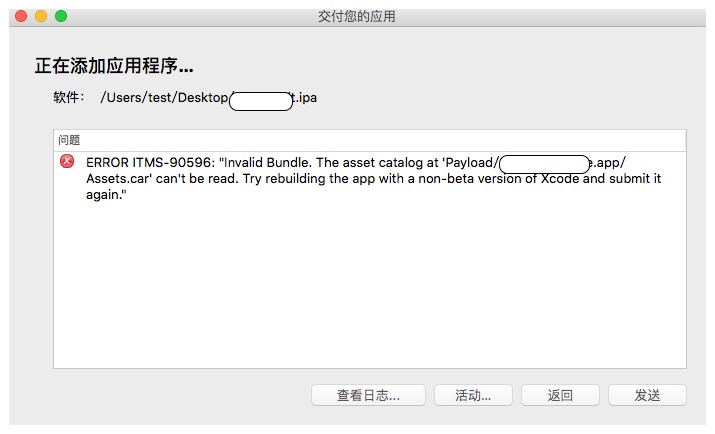 交付您的应用
正在添加应用程序...
软件: /Users/test/Desktop/ t.ipa
问题
ERROR ITMS-90596: "Invalid Bundle. The asset catalog at 'Payload/ e.app/
Assets.car' can't be read. Try rebuilding the app with a non-beta version of Xcode and submit it
again."
查看日志... 活动... 返回 发送